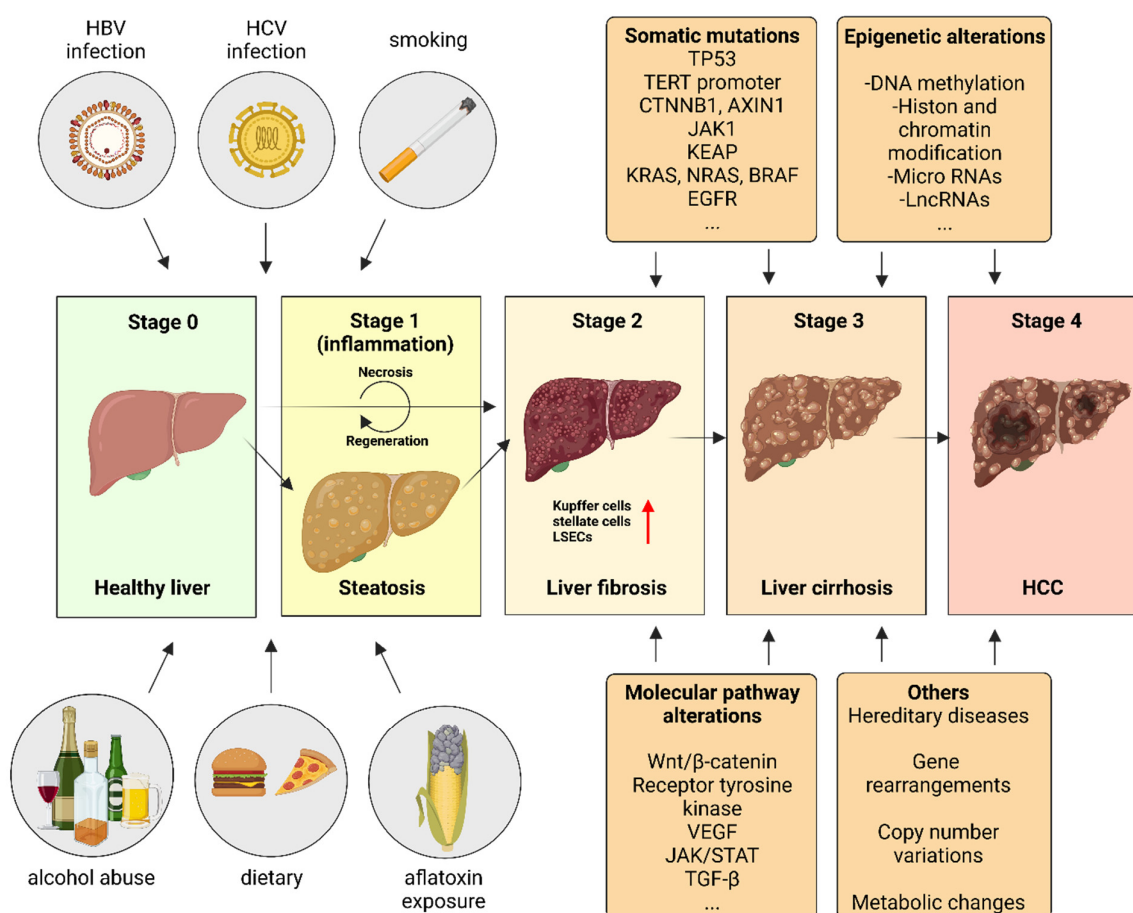 HBV
infection
HCV
infection
smoking
Somatic mutations
TP53
TERT promoter
CTNNB1, AXIN1
JAK1
KEAP
KRAS, NRAS, BRAF
EGFR
...
Epigenetic alterations
-DNA methylation
-Histon and
chromatin
modification
-Micro RNAs
-LncRNAs
...
Stage 0
Healthy liver
Stage 1
(inflammation)
Necrosis
Regeneration
Steatosis
Stage 2
Kupffer cells
stellate cells
LSECs
Liver fibrosis
Stage 3
Liver cirrhosis
Stage 4
HCC
alcohol abuse
dietary
aflatoxin
exposure
Molecular pathway
alterations
Wnt/β-catenin
Receptor tyrosine
kinase
VEGF
JAK/STAT
TGF-β
...
Others
Hereditary diseases
Gene
rearrangements
Copy number
variations
Metabolic changes